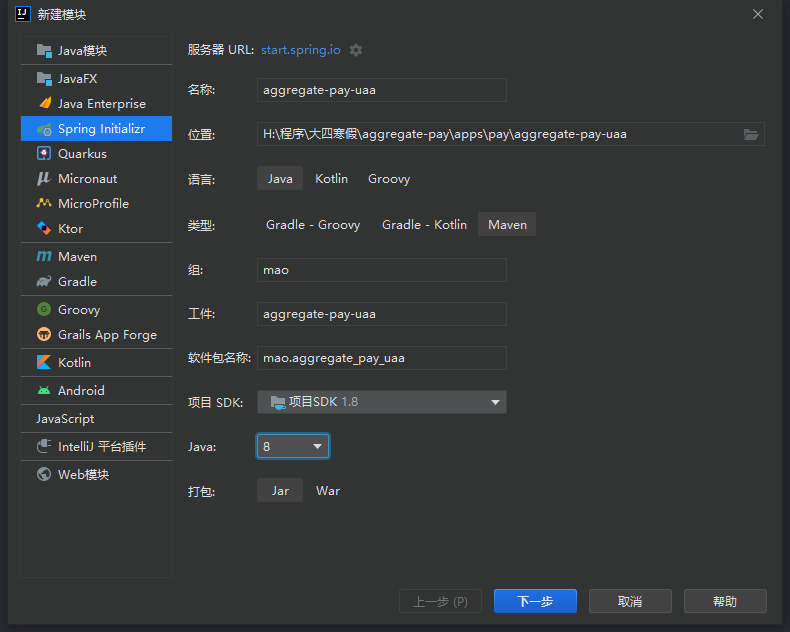 新建模块
Java模块
JavaFX
Java Enterprise
Spring Initializr
Quarkus
Micronaut
MicroProfile
Ktor
Maven
Gradle
Groovy
Grails App Forge
Kotlin
Android
JavaScript
IntelliJ 平台插件
Web模块
服务器 URL: start.spring.io
名称: aggregate-pay-uaa
位置: H:\程序\大四寒假\aggregate-pay\apps\pay\aggregate-pay-uaa
语言: Java Kotlin Groovy
类型: Gradle - Groovy Gradle - Kotlin Maven
组: mao
工件: aggregate-pay-uaa
软件包名称: mao.aggregate_pay_uaa
项目 SDK: 项目SDK 1.8
Java: 8
打包: Jar War
上一步 (P) 下一步 取消 帮助